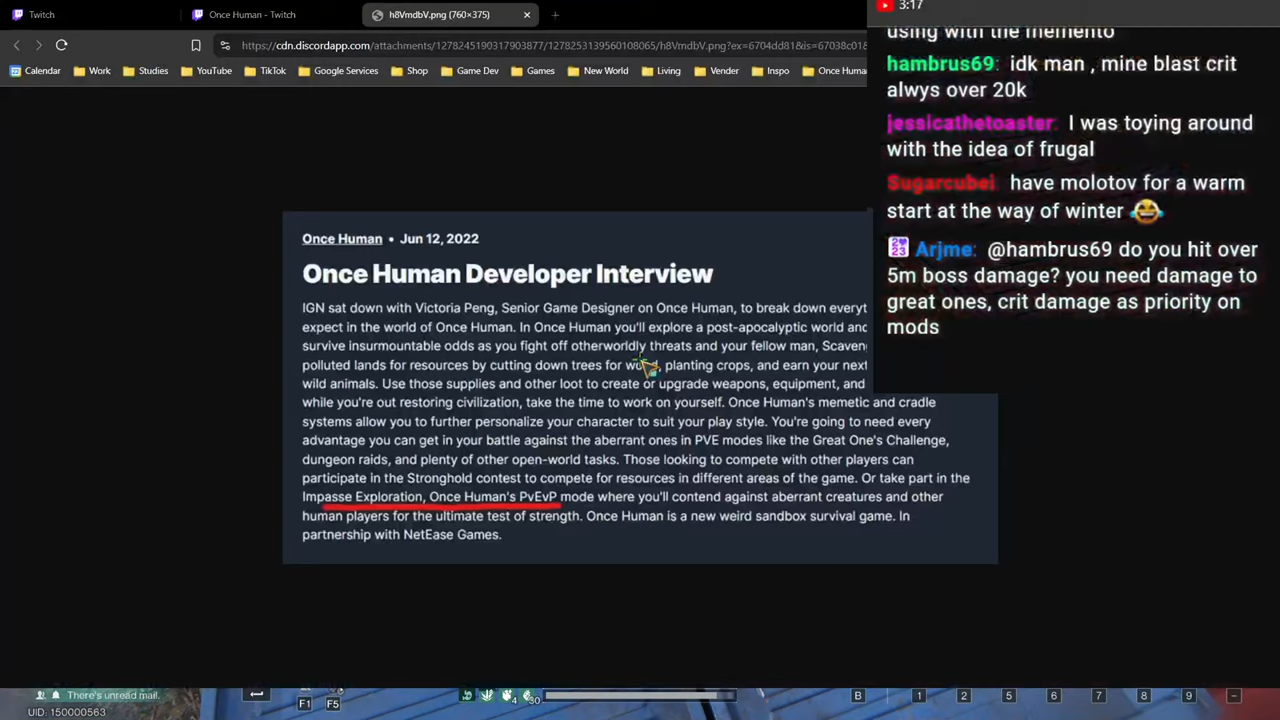 Twitch
Once Human - Twitch
h8VmdbV.png (760×375)
3:17
https://cdn.discordapp.com/attachments/1278245190317903877/1278253139560108065/h8VmdbV.png?ex=6704dd81&is=67038c01&
Calendar Work Studies YouTube TikTok Google Services Shop Game Dev Games New World Living Vender Inspo Once Human
using with the memento
hambrus69: idk man , mine blast crit
alwys over 20k
jessicathetoaster: I was toying around
with the idea of frugal
Sugarcubei: have molotov for a warm
start at the way of winter
Arjme: @hambrus69 do you hit over
5m boss damage? you need damage to
great ones, crit damage as priority on
mods
Once Human • Jun 12, 2022
Once Human Developer Interview
IGN sat down with Victoria Peng, Senior Game Designer on Once Human, to break down everyt
expect in the world of Once Human. In Once Human you'll explore a post-apocalyptic world and
survive insurmountable odds as you fight off otherworldly threats and your fellow man, Scaveng
polluted lands for resources by cutting down trees for wood, planting crops, and earn your next
wild animals. Use those supplies and other loot to create or upgrade weapons, equipment, and
while you're out restoring civilization, take the time to work on yourself. Once Human's memetic and cradle
systems allow you to further personalize your character to suit your play style. You're going to need every
advantage you can get in your battle against the aberrant ones in PVE modes like the Great One's Challenge,
dungeon raids, and plenty of other open-world tasks. Those looking to compete with other players can
participate in the Stronghold contest to compete for resources in different areas of the game. Or take part in the
Impasse Exploration, Once Human's PvEvP mode where you'll contend against aberrant creatures and other
human players for the ultimate test of strength. Once Human is a new weird sandbox survival game. In
partnership with NetEase Games.
There's unread mail.
F1 F5 4 30 B 1 2 5 6 7 8 9
UID: 150000563